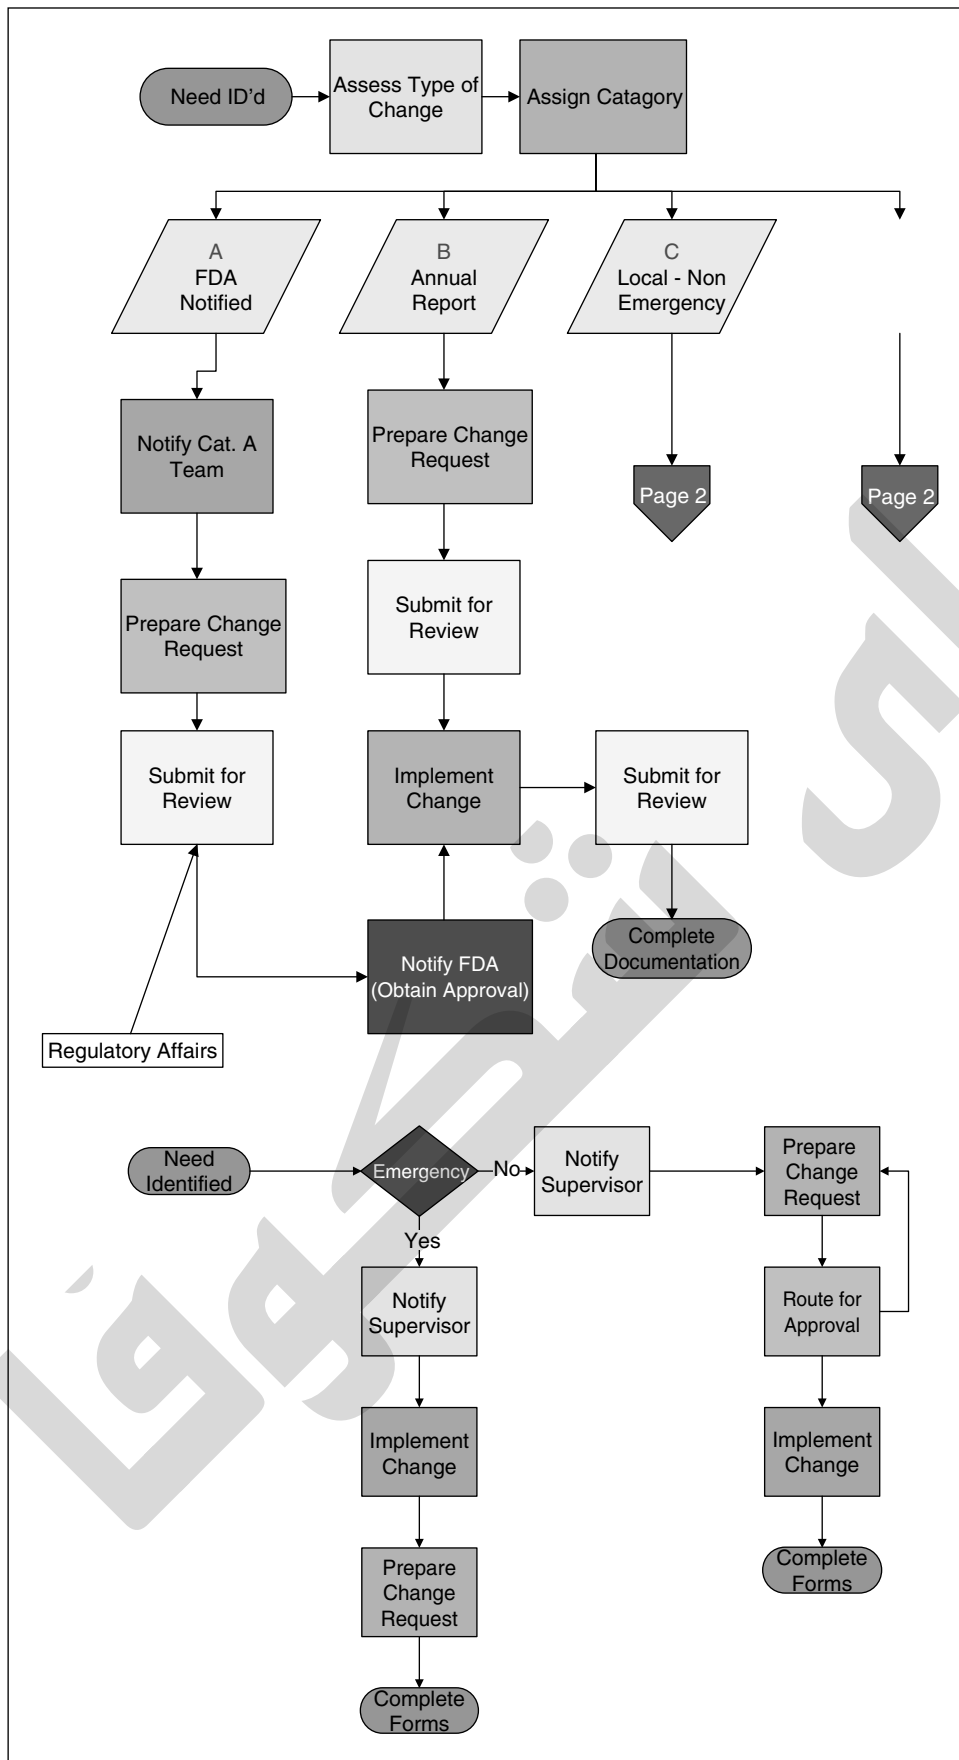 Need ID'd
Assess Type of
Change
Assign Catagory
A
FDA
Notified
B
Annual
Report
C
Local - Non
Emergency
Notify Cat. A
Team
Prepare Change
Request
Page 2
Page 2
Prepare Change
Request
Submit for
Review
Submit for
Review
Implement
Change
Submit for
Review
Notify FDA
(Obtain Approval)
Complete
Documentation
Regulatory Affairs
Need
Identified
Emergency
No
Notify
Supervisor
Prepare
Change
Request
Yes
Notify
Supervisor
Route for
Approval
Implement
Change
Implement
Change
Prepare
Change
Request
Complete
Forms
Complete
Forms